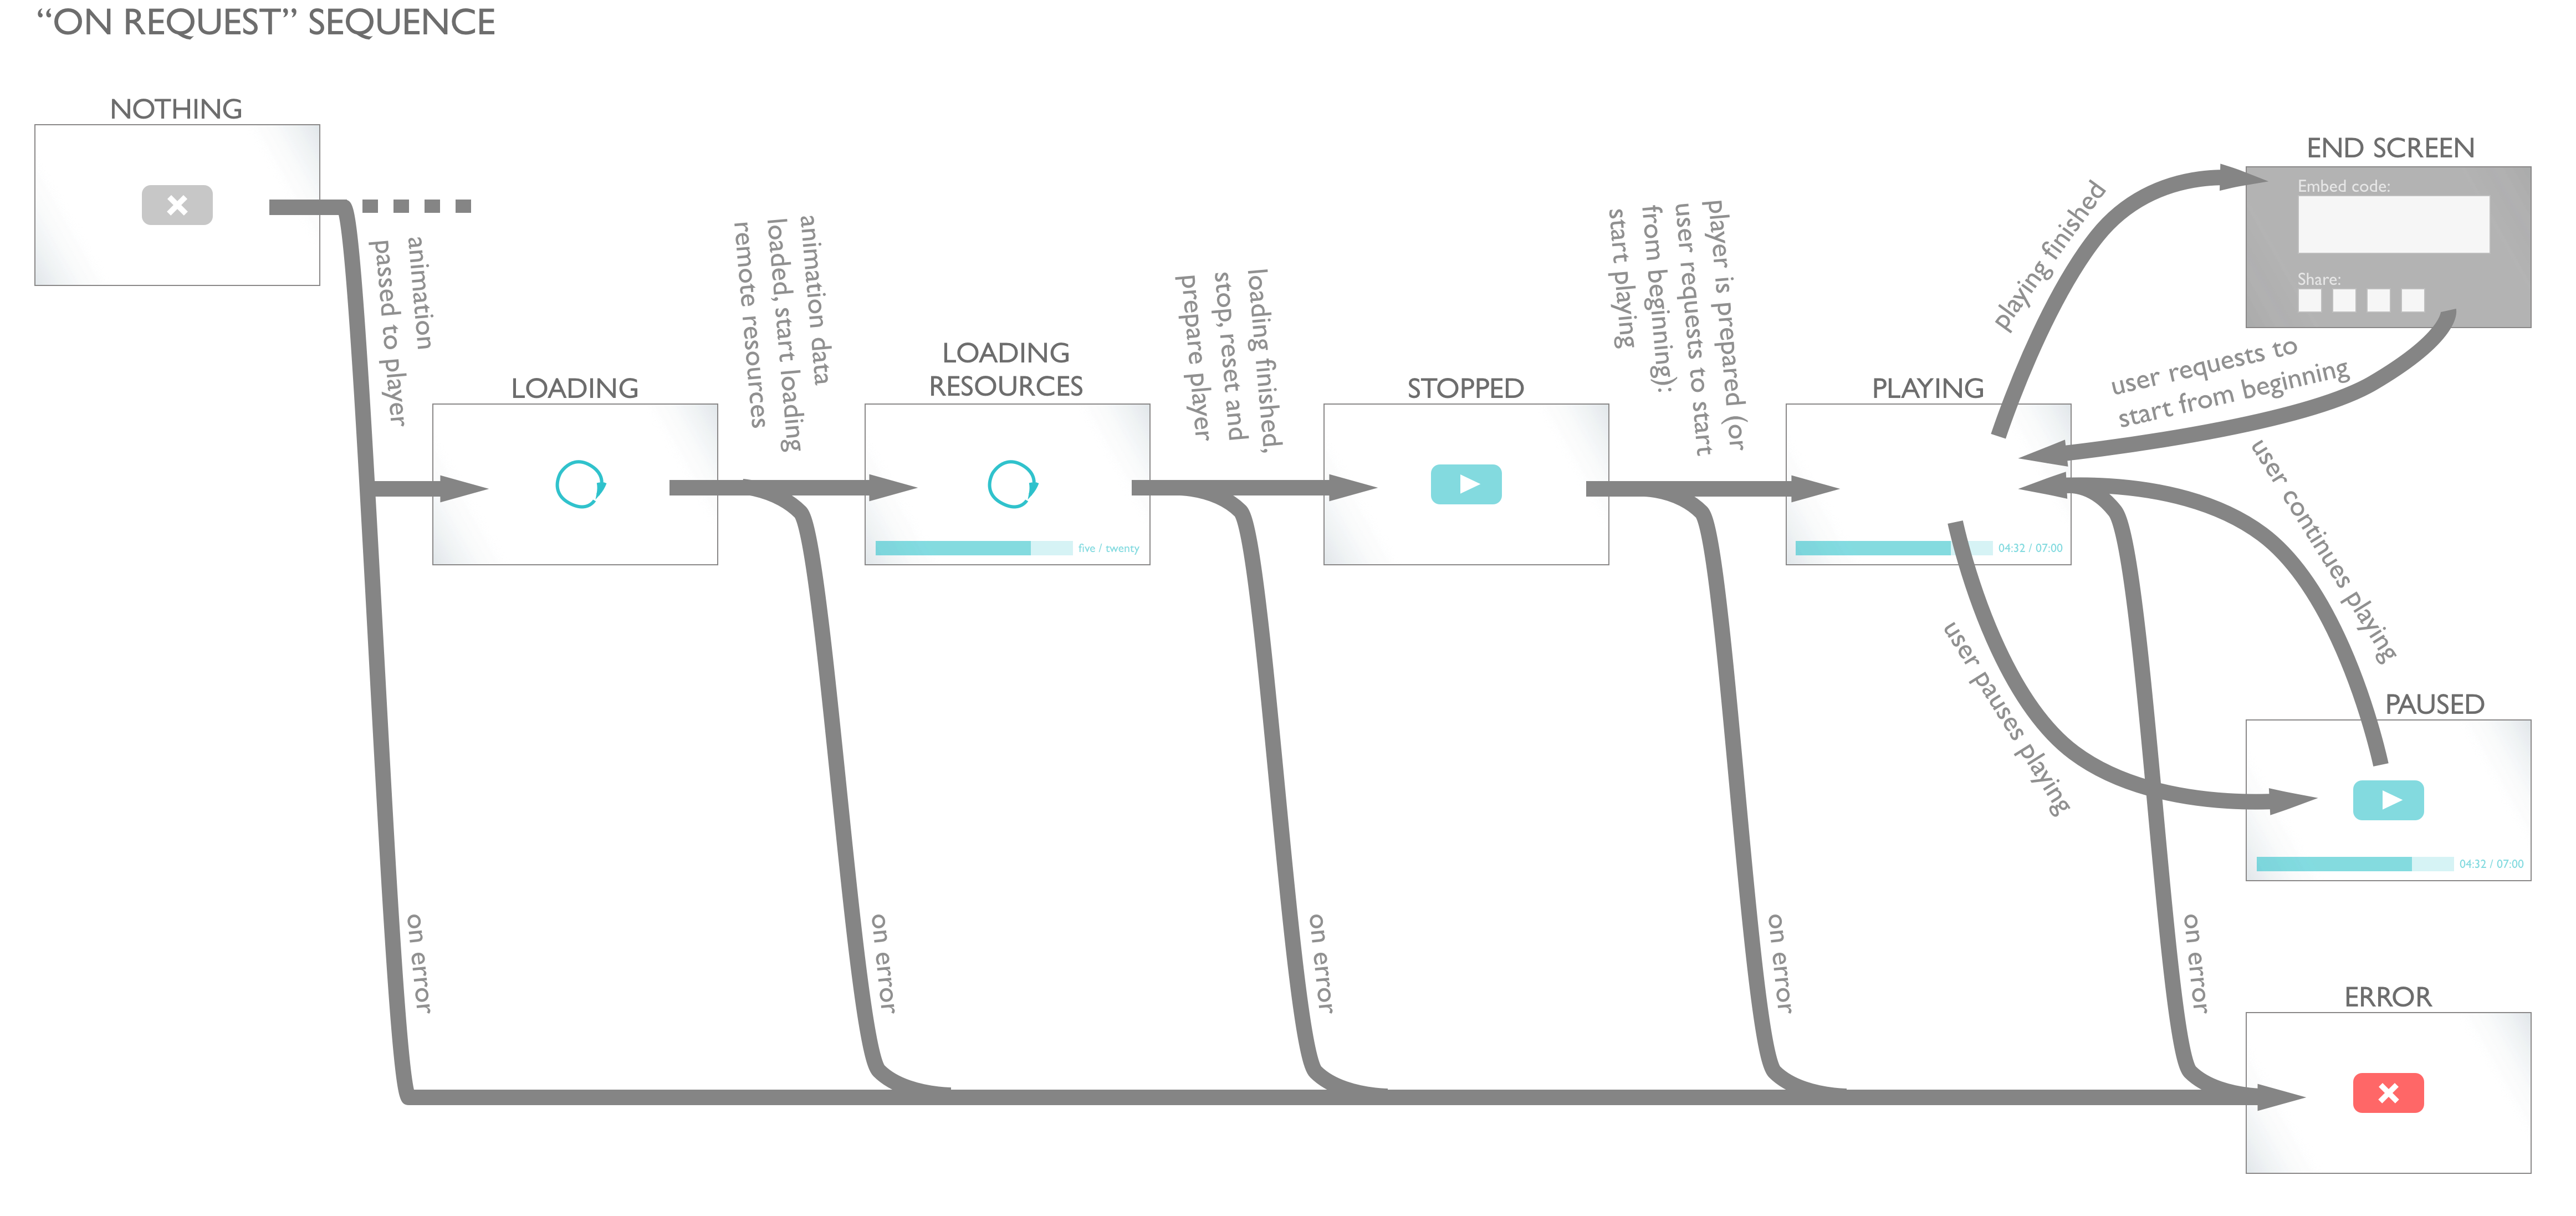 “ON REQUEST” SEQUENCE
NOTHING
animation
passed to player
LOADING
animation data
loaded, start loading
remote resources
LOADING
RESOURCES
five / twenty
loading finished,
stop, reset and
prepare player
STOPPED
player is prepared (or
user requests to start
from beginning):
start playing
PLAYING
04:32 / 07:00
playing finished
END SCREEN
Embed code:
Share:
user requests to
start from beginning
user continues playing
user pauses playing
PAUSED
04:32 / 07:00
on error
on error
on error
on error
on error
ERROR